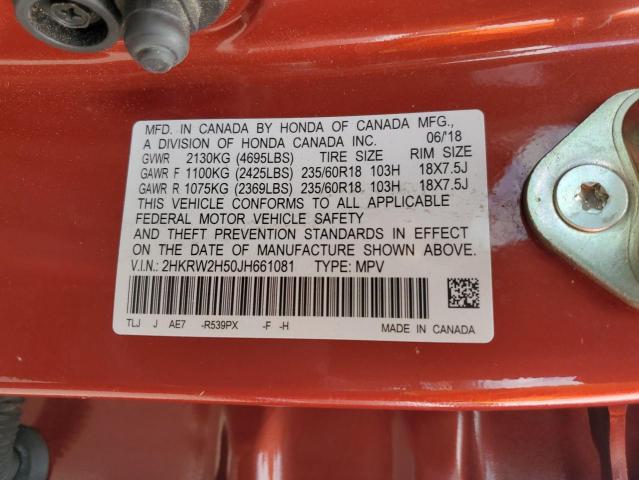 MFD. IN CANADA BY HONDA OF CANADA MFG.,
A DIVISION OF HONDA CANADA INC. 06/'18
GVWR 2130KG (4695LBS) TIRE SIZE RIM SIZE
GAWR F 1100KG (2425LBS) 235/60R18 103H 18X7.5J
GAWR R 1075KG (2369LBS) 235/60R18 103H 18X7.5J
THIS VEHICLE CONFORMS TO ALL APPLICABLE
FEDERAL MOTOR VEHICLE SAFETY
AND THEFT PREVENTION STANDARDS IN EFFECT
ON THE DATE OF MANUFACTURE SHOWN ABOVE.
V.I.N.: 2HKRW2H50JH661081 TYPE: MPV
TLJ J AE7 -R539PX -F -H MADE IN CANADA